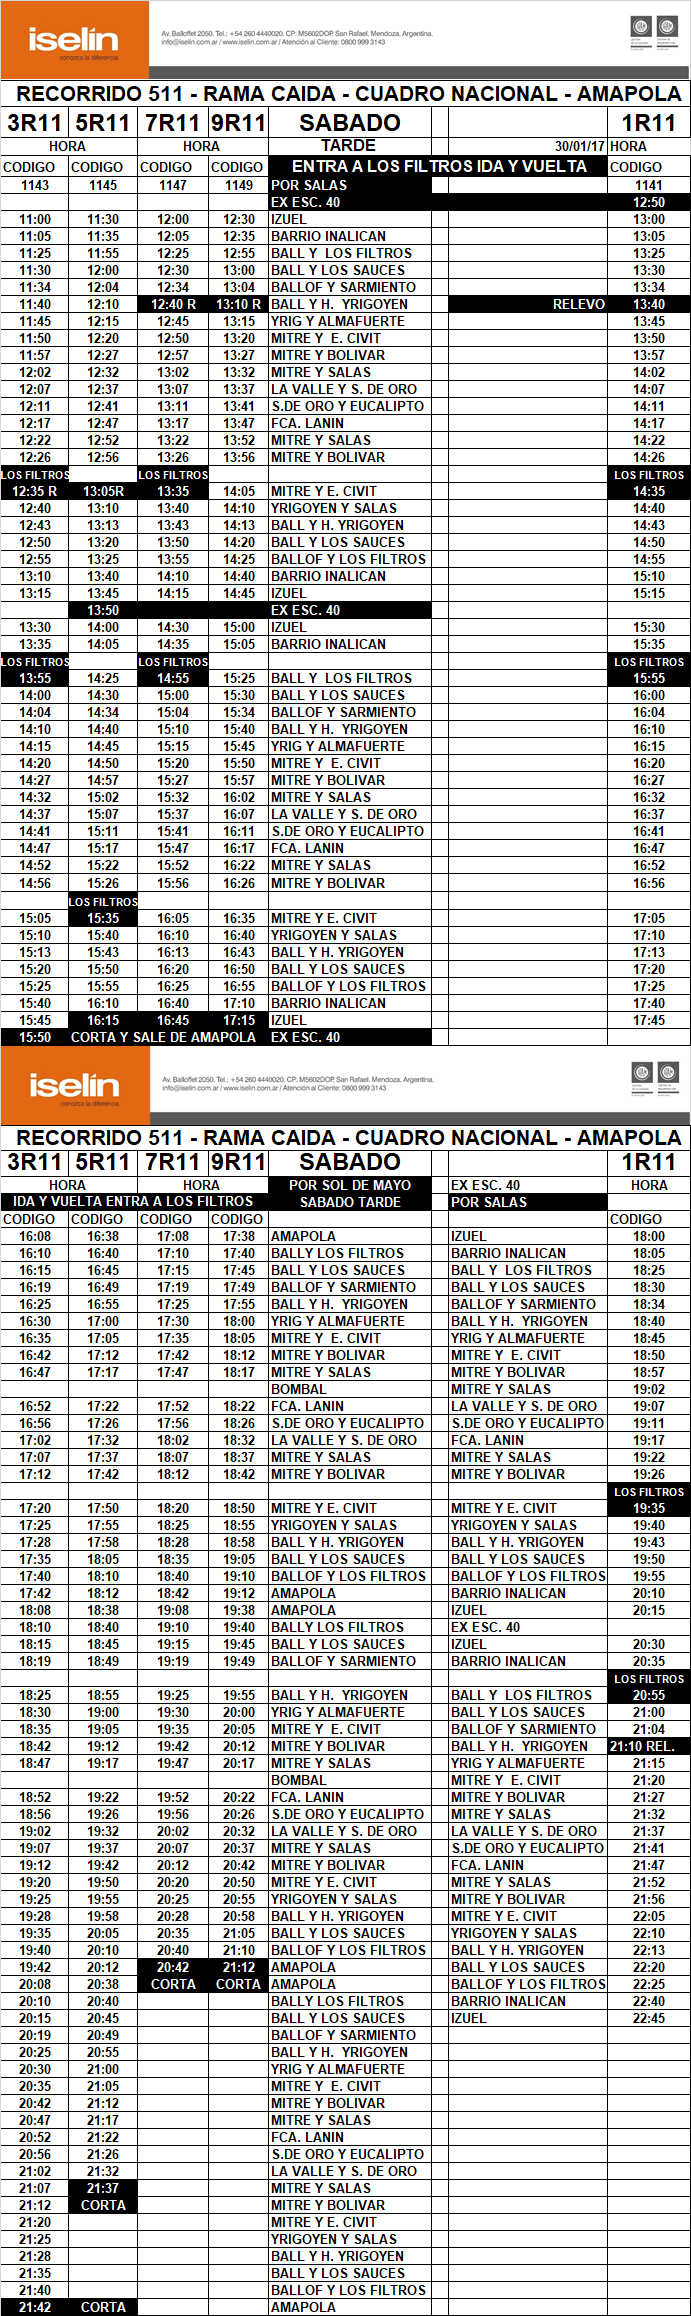 iselín
conozca la diferencia
Av. Balloffet 2050. Tel.: +54 260 4440020. CP: M5602DOP. San Rafael. Mendoza. Argentina.
info@iselin.com.ar / www.iselin.com.ar / Atención al Cliente: 0800 999 3143
RECORRIDO 511 - RAMA CAIDA - CUADRO NACIONAL - AMAPOLA
3R11 5R11 7R11 9R11 SABADO 1R11
HORA HORA TARDE 30/01/17 HORA
CODIGO CODIGO CODIGO CODIGO ENTRA A LOS FILTROS IDA Y VUELTA CODIGO
1143 1145 1147 1149 POR SALAS 1141
EX ESC. 40 12:50
11:00 11:30 12:00 12:30 IZUEL 13:00
11:05 11:35 12:05 12:35 BARRIO INALICAN 13:05
11:25 11:55 12:25 12:55 BALL Y LOS FILTROS 13:25
11:30 12:00 12:30 13:00 BALL Y LOS SAUCES 13:30
11:34 12:04 12:34 13:04 BALLOF Y SARMIENTO 13:34
11:40 12:10 12:40 R 13:10 R BALL Y H. YRIGOYEN RELEVO 13:40
11:45 12:15 12:45 13:15 YRIG Y ALMAFUERTE 13:45
11:50 12:20 12:50 13:20 MITRE Y E. CIVIT 13:50
11:57 12:27 12:57 13:27 MITRE Y BOLIVAR 13:57
12:02 12:32 13:02 13:32 MITRE Y SALAS 14:02
12:07 12:37 13:07 13:37 LA VALLE Y S. DE ORO 14:07
12:11 12:41 13:11 13:41 S.DE ORO Y EUCALIPTO 14:11
12:17 12:47 13:17 13:47 FCA. LANIN 14:17
12:22 12:52 13:22 13:52 MITRE Y SALAS 14:22
12:26 12:56 13:26 13:56 MITRE Y BOLIVAR 14:26
LOS FILTROS LOS FILTROS LOS FILTROS
12:35 R 13:05R 13:35 14:05 MITRE Y E. CIVIT 14:35
12:40 13:10 13:40 14:10 YRIGOYEN Y SALAS 14:40
12:43 13:13 13:43 14:13 BALL Y H. YRIGOYEN 14:43
12:50 13:20 13:50 14:20 BALL Y LOS SAUCES 14:50
12:55 13:25 13:55 14:25 BALLOF Y LOS FILTROS 14:55
13:10 13:40 14:10 14:40 BARRIO INALICAN 15:10
13:15 13:45 14:15 14:45 IZUEL 15:15
13:50 EX ESC. 40
13:30 14:00 14:30 15:00 IZUEL 15:30
13:35 14:05 14:35 15:05 BARRIO INALICAN 15:35
LOS FILTROS LOS FILTROS LOS FILTROS
13:55 14:25 14:55 15:25 BALL Y LOS FILTROS 15:55
14:00 14:30 15:00 15:30 BALL Y LOS SAUCES 16:00
14:04 14:34 15:04 15:34 BALLOF Y SARMIENTO 16:04
14:10 14:40 15:10 15:40 BALL Y H. YRIGOYEN 16:10
14:15 14:45 15:15 15:45 YRIG Y ALMAFUERTE 16:15
14:20 14:50 15:20 15:50 MITRE Y E. CIVIT 16:20
14:27 14:57 15:27 15:57 MITRE Y BOLIVAR 16:27
14:32 15:02 15:32 16:02 MITRE Y SALAS 16:32
14:37 15:07 15:37 16:07 LA VALLE Y S. DE ORO 16:37
14:41 15:11 15:41 16:11 S.DE ORO Y EUCALIPTO 16:41
14:47 15:17 15:47 16:17 FCA. LANIN 16:47
14:52 15:22 15:52 16:22 MITRE Y SALAS 16:52
14:56 15:26 15:56 16:26 MITRE Y BOLIVAR 16:56
LOS FILTROS
15:05 15:35 16:05 16:35 MITRE Y E. CIVIT 17:05
15:10 15:40 16:10 16:40 YRIGOYEN Y SALAS 17:10
15:13 15:43 16:13 16:43 BALL Y H. YRIGOYEN 17:13
15:20 15:50 16:20 16:50 BALL Y LOS SAUCES 17:20
15:25 15:55 16:25 16:55 BALLOF Y LOS FILTROS 17:25
15:40 16:10 16:40 17:10 BARRIO INALICAN 17:40
15:45 16:15 16:45 17:15 IZUEL 17:45
15:50 CORTA Y SALE DE AMAPOLA EX ESC. 40
iselín
conozca la diferencia
Av. Balloffet 2050. Tel.: +54 260 4440020. CP: M5602DOP. San Rafael. Mendoza. Argentina.
info@iselin.com.ar / www.iselin.com.ar / Atención al Cliente: 0800 999 3143
RECORRIDO 511 - RAMA CAIDA - CUADRO NACIONAL - AMAPOLA
3R11 5R11 7R11 9R11 SABADO 1R11
HORA HORA POR SOL DE MAYO EX ESC. 40 HORA
IDA Y VUELTA ENTRA A LOS FILTROS SABADO TARDE POR SALAS
CODIGO CODIGO CODIGO CODIGO CODIGO
16:08 16:38 17:08 17:38 AMAPOLA IZUEL 18:00
16:10 16:40 17:10 17:40 BALLY LOS FILTROS BARRIO INALICAN 18:05
16:15 16:45 17:15 17:45 BALL Y LOS SAUCES BALL Y LOS FILTROS 18:25
16:19 16:49 17:19 17:49 BALLOF Y SARMIENTO BALL Y LOS SAUCES 18:30
16:25 16:55 17:25 17:55 BALL Y H. YRIGOYEN BALLOF Y SARMIENTO 18:34
16:30 17:00 17:30 18:00 YRIG Y ALMAFUERTE BALL Y H. YRIGOYEN 18:40
16:35 17:05 17:35 18:05 MITRE Y E. CIVIT YRIG Y ALMAFUERTE 18:45
16:42 17:12 17:42 18:12 MITRE Y BOLIVAR MITRE Y E. CIVIT 18:50
16:47 17:17 17:47 18:17 MITRE Y SALAS MITRE Y BOLIVAR 18:57
BOMBAL MITRE Y SALAS 19:02
16:52 17:22 17:52 18:22 FCA. LANIN LA VALLE Y S. DE ORO 19:07
16:56 17:26 17:56 18:26 S.DE ORO Y EUCALIPTO S.DE ORO Y EUCALIPTO 19:11
17:02 17:32 18:02 18:32 LA VALLE Y S. DE ORO FCA. LANIN 19:17
17:07 17:37 18:07 18:37 MITRE Y SALAS MITRE Y SALAS 19:22
17:12 17:42 18:12 18:42 MITRE Y BOLIVAR MITRE Y BOLIVAR 19:26
LOS FILTROS
17:20 17:50 18:20 18:50 MITRE Y E. CIVIT MITRE Y E. CIVIT 19:35
17:25 17:55 18:25 18:55 YRIGOYEN Y SALAS YRIGOYEN Y SALAS 19:40
17:28 17:58 18:28 18:58 BALL Y H. YRIGOYEN BALL Y H. YRIGOYEN 19:43
17:35 18:05 18:35 19:05 BALL Y LOS SAUCES BALL Y LOS SAUCES 19:50
17:40 18:10 18:40 19:10 BALLOF Y LOS FILTROS BALLOF Y LOS FILTROS 19:55
17:42 18:12 18:42 19:12 AMAPOLA BARRIO INALICAN 20:10
18:08 18:38 19:08 19:38 AMAPOLA IZUEL 20:15
18:10 18:40 19:10 19:40 BALLY LOS FILTROS EX ESC. 40
18:15 18:45 19:15 19:45 BALL Y LOS SAUCES IZUEL 20:30
18:19 18:49 19:19 19:49 BALLOF Y SARMIENTO BARRIO INALICAN 20:35
LOS FILTROS
18:25 18:55 19:25 19:55 BALL Y H. YRIGOYEN BALL Y LOS FILTROS 20:55
18:30 19:00 19:30 20:00 YRIG Y ALMAFUERTE BALL Y LOS SAUCES 21:00
18:35 19:05 19:35 20:05 MITRE Y E. CIVIT BALLOF Y SARMIENTO 21:04
18:42 19:12 19:42 20:12 MITRE Y BOLIVAR BALL Y H. YRIGOYEN 21:10 REL.
18:47 19:17 19:47 20:17 MITRE Y SALAS YRIG Y ALMAFUERTE 21:15
BOMBAL MITRE Y E. CIVIT 21:20
18:52 19:22 19:52 20:22 FCA. LANIN MITRE Y BOLIVAR 21:27
18:56 19:26 19:56 20:26 S.DE ORO Y EUCALIPTO MITRE Y SALAS 21:32
19:02 19:32 20:02 20:32 LA VALLE Y S. DE ORO LA VALLE Y S. DE ORO 21:37
19:07 19:37 20:07 20:37 MITRE Y SALAS S.DE ORO Y EUCALIPTO 21:41
19:12 19:42 20:12 20:42 MITRE Y BOLIVAR FCA. LANIN 21:47
19:20 19:50 20:20 20:50 MITRE Y E. CIVIT MITRE Y SALAS 21:52
19:25 19:55 20:25 20:55 YRIGOYEN Y SALAS MITRE Y BOLIVAR 21:56
19:28 19:58 20:28 20:58 BALL Y H. YRIGOYEN MITRE Y E. CIVIT 22:05
19:35 20:05 20:35 21:05 BALL Y LOS SAUCES YRIGOYEN Y SALAS 22:10
19:40 20:10 20:40 21:10 BALLOF Y LOS FILTROS BALL Y H. YRIGOYEN 22:13
19:42 20:12 20:42 21:12 AMAPOLA BALL Y LOS SAUCES 22:20
20:08 20:38 CORTA CORTA AMAPOLA BALLOF Y LOS FILTROS 22:25
20:10 20:40 BALLY LOS FILTROS BARRIO INALICAN 22:40
20:15 20:45 BALL Y LOS SAUCES IZUEL 22:45
20:19 20:49 BALLOF Y SARMIENTO
20:25 20:55 BALL Y H. YRIGOYEN
20:30 21:00 YRIG Y ALMAFUERTE
20:35 21:05 MITRE Y E. CIVIT
20:42 21:12 MITRE Y BOLIVAR
20:47 21:17 MITRE Y SALAS
20:52 21:22 FCA. LANIN
20:56 21:26 S.DE ORO Y EUCALIPTO
21:02 21:32 LA VALLE Y S. DE ORO
21:07 21:37 MITRE Y SALAS
21:12 CORTA MITRE Y BOLIVAR
21:20 MITRE Y E. CIVIT
21:25 YRIGOYEN Y SALAS
21:28 BALL Y H. YRIGOYEN
21:35 BALL Y LOS SAUCES
21:40 BALLOF Y LOS FILTROS
21:42 CORTA AMAPOLA